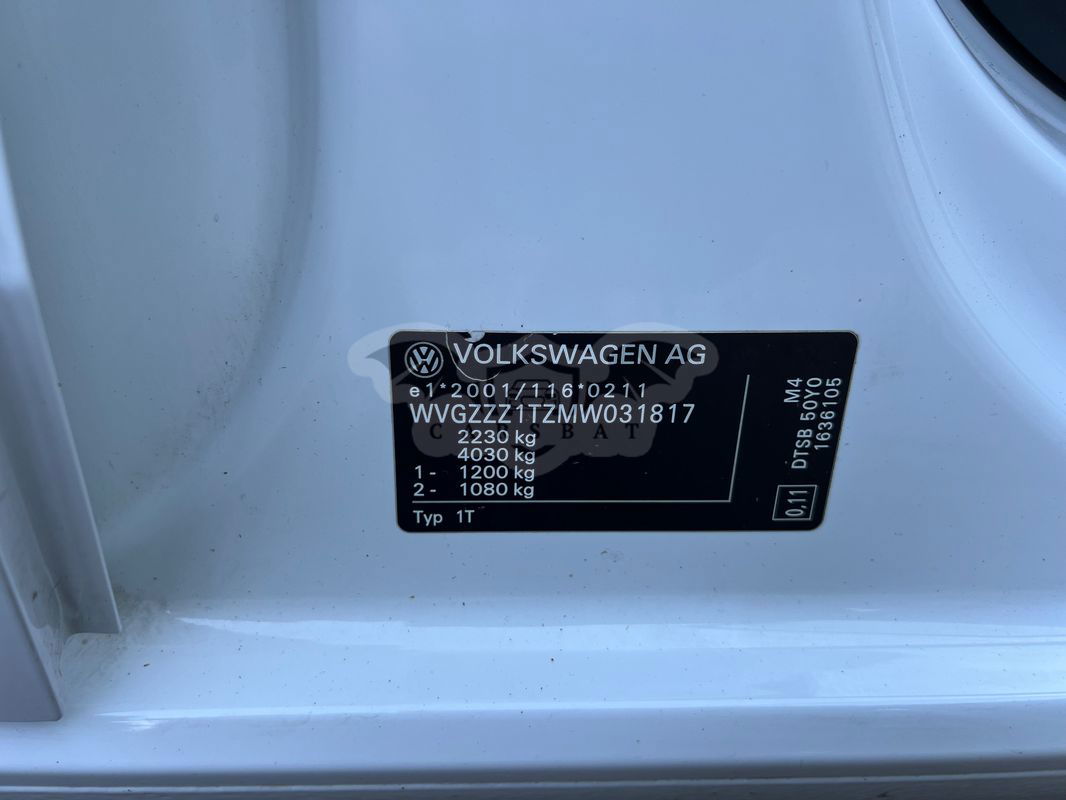 VOLKSWAGEN AG
e1*2001/116*0211
WVGZZZ1TZMW031817
CARSBAT
2230 kg
4030 kg
1- 1200 kg
2- 1080 kg
Typ 1T
M4
DTSB 50Y0
1636105
0,11